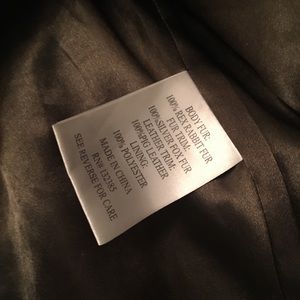 BODY FUR:
100% REX RABBIT FUR
FUR TRIM:
100%SILVER FOX FUR
LEATHER TRIM:
100%PIG LEATHER
LINING:
100% POLYESTER
MADE IN CHINA
RN# 132585
SEE REVERSE FOR CARE